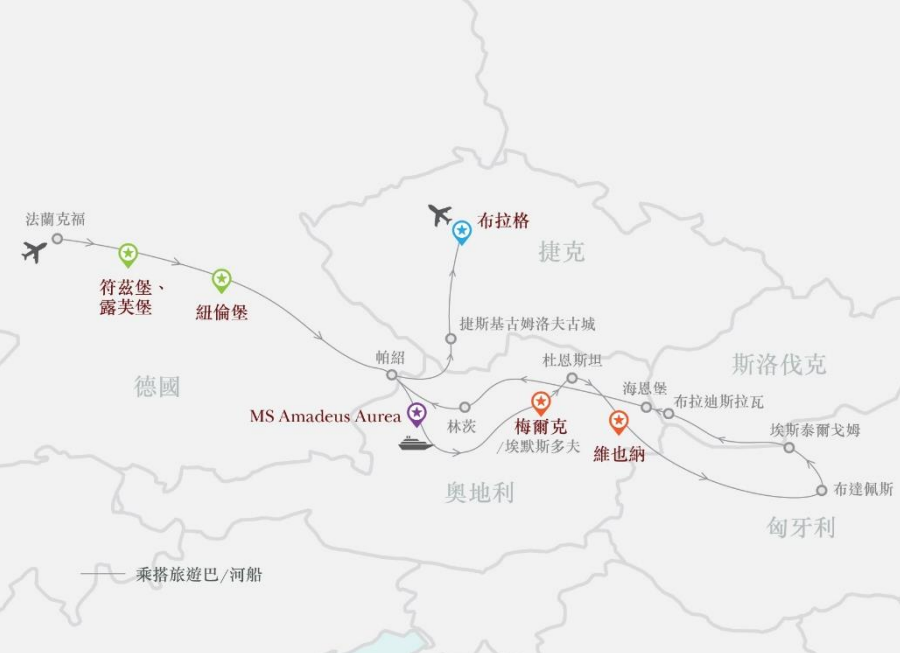 法蘭克福
布拉格
捷克
符茲堡、
露芙堡
紐倫堡
捷斯基古姆洛夫古城
帕紹
杜恩斯坦
斯洛伐克
德國
海恩堡
布拉迪斯拉瓦
MS Amadeus Aurea
林茨
梅爾克
/埃默斯多夫
維也納
埃斯泰爾戈姆
奧地利
布達佩斯
匈牙利
乘搭旅遊巴/河船